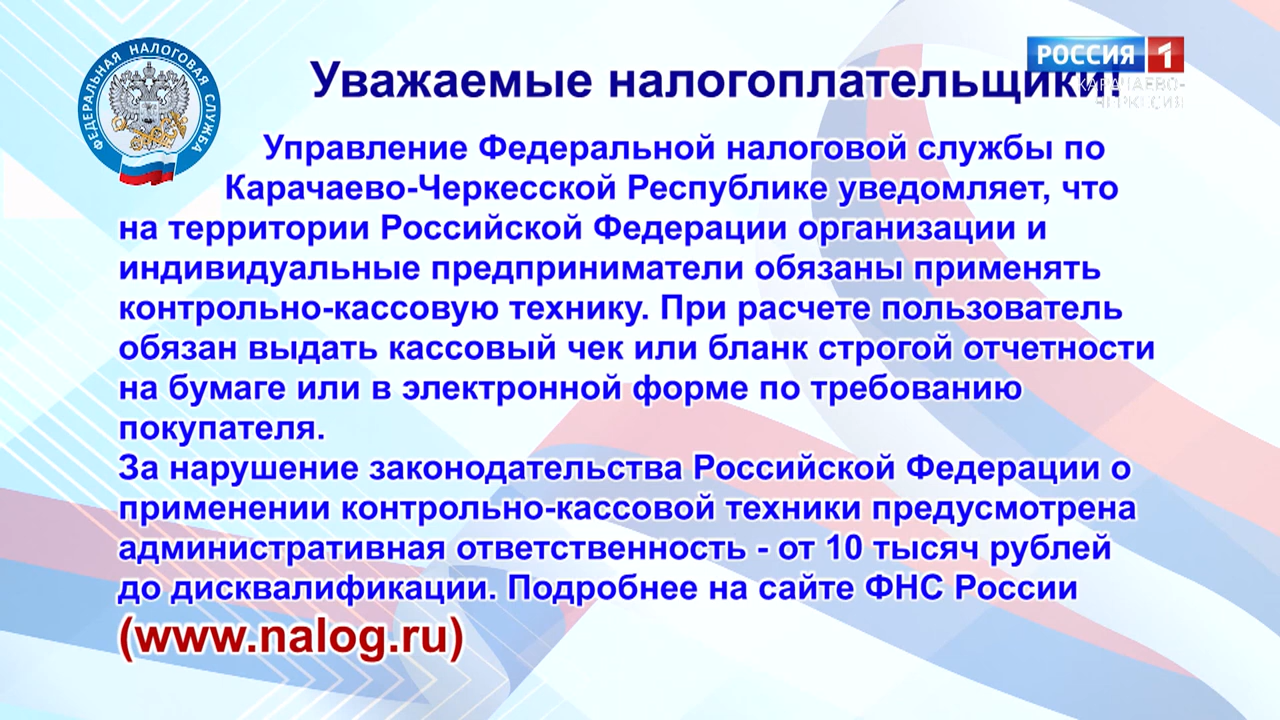 ФЕДЕРАЛЬНАЯ НАЛОГОВАЯ СЛУЖБА
РОССИЯ 1
КАРАЧАЕВО-
ЧЕРКЕССИЯ
Уважаемые налогоплательщики!
Управление Федеральной налоговой службы по
Карачаево-Черкесской Республике уведомляет, что
на территории Российской Федерации организации и
индивидуальные предприниматели обязаны применять
контрольно-кассовую технику. При расчете пользователь
обязан выдать кассовый чек или бланк строгой отчетности
на бумаге или в электронной форме по требованию
покупателя.
За нарушение законодательства Российской Федерации о
применении контрольно-кассовой техники предусмотрена
административная ответственность - от 10 тысяч рублей
до дисквалификации. Подробнее на сайте ФНС России
(www.nalog.ru)